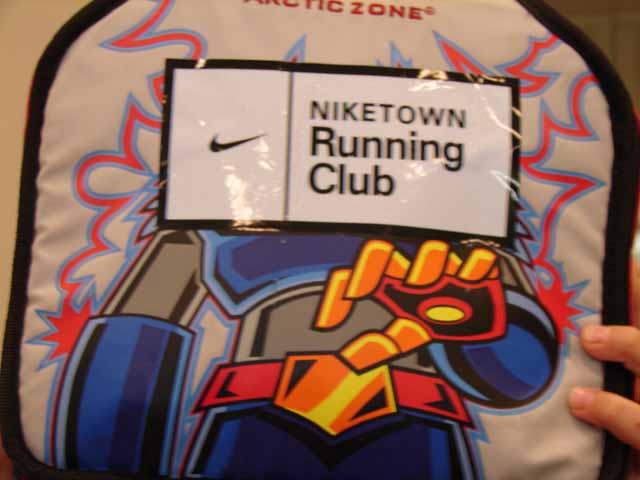 ARCTIC ZONE®
NIKETOWN
Running
Club